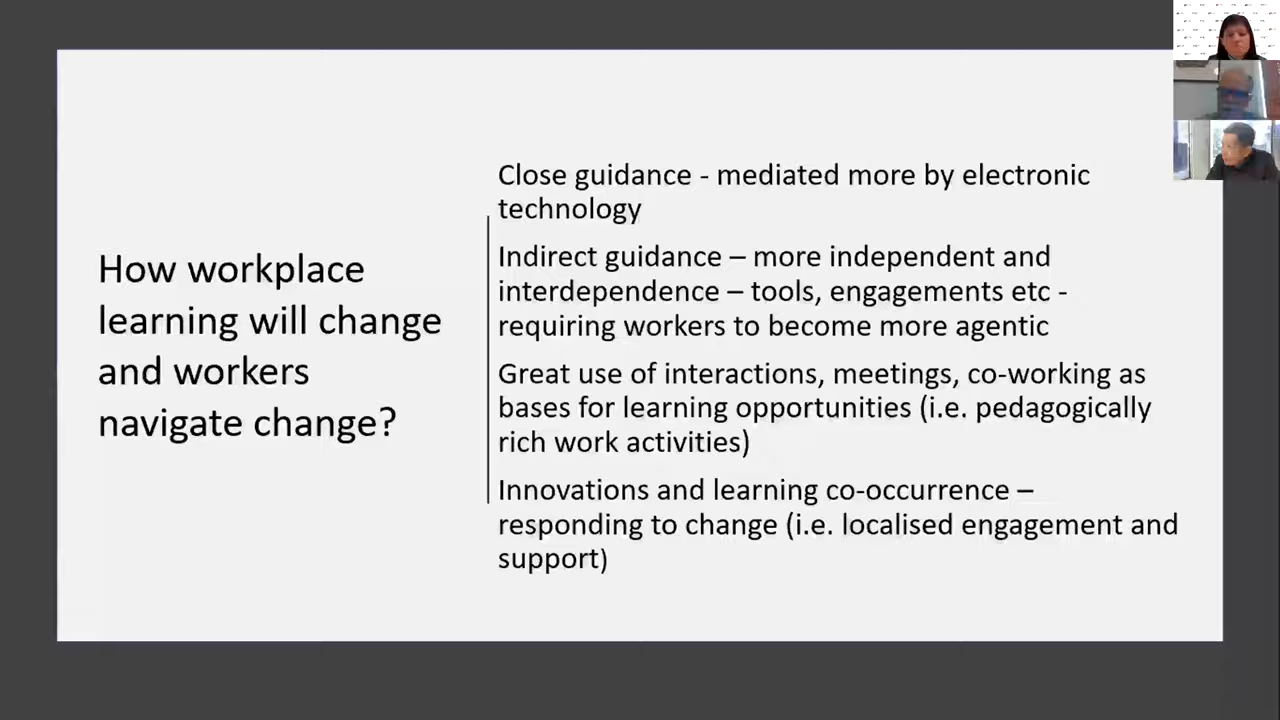 How workplace
learning will change
and workers
navigate change?
Close guidance - mediated more by electronic
technology
Indirect guidance – more independent and
interdependence – tools, engagements etc -
requiring workers to become more agentic
Great use of interactions, meetings, co-working as
bases for learning opportunities (i.e. pedagogically
rich work activities)
Innovations and learning co-occurrence –
responding to change (i.e. localised engagement and
support)